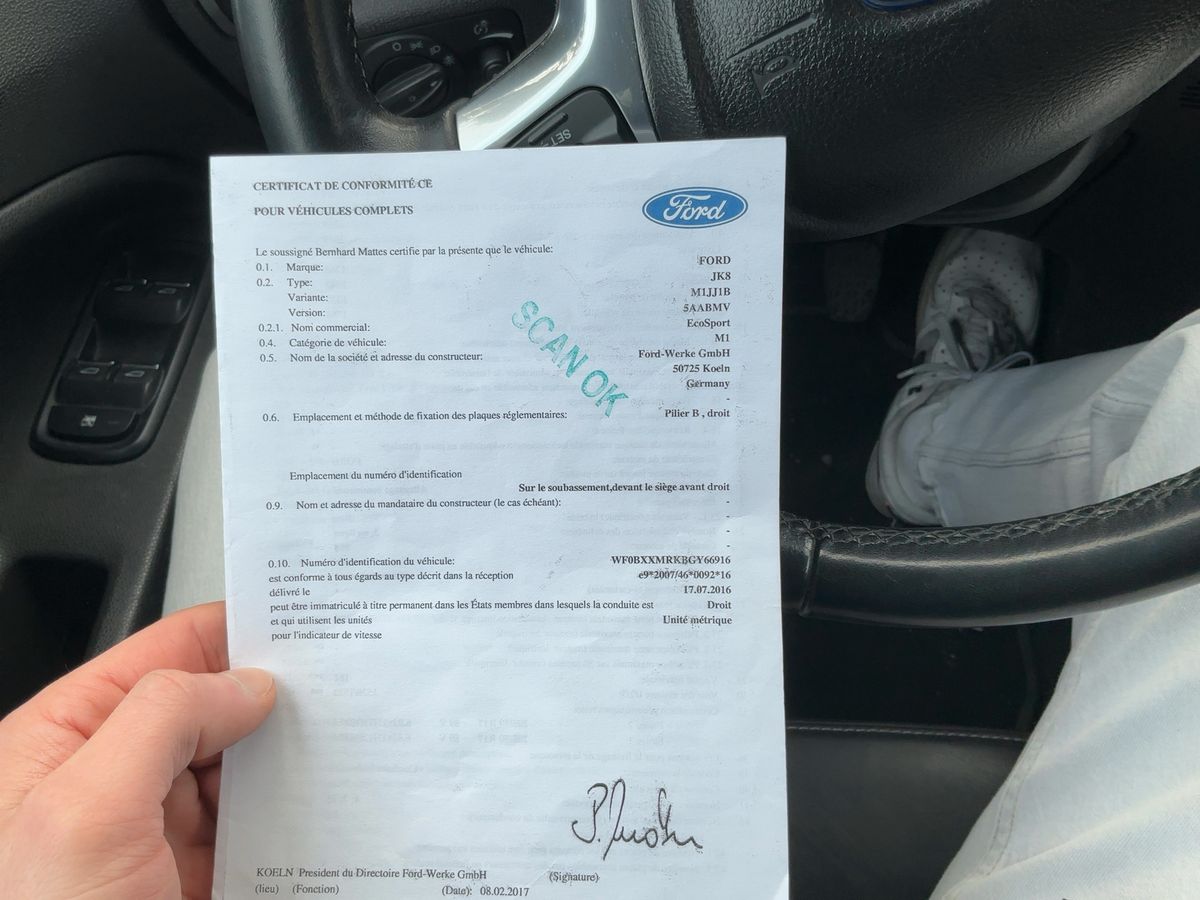 SET
CERTIFICAT DE CONFORMITÉ CE
POUR VÉHICULES COMPLETS
Ford
Le soussigné Bernhard Mattes certifie par la présente que le véhicule:
0.1. Marque: FORD
0.2. Type: JK8
Variante: M1JJ1B
Version: 5AABMV
0.2.1. Nom commercial: EcoSport
0.4. Catégorie de véhicule: M1
0.5. Nom de la société et adresse du constructeur: Ford-Werke GmbH
50725 Koeln
Germany
-
SCAN OK
0.6. Emplacement et méthode de fixation des plaques réglementaires: Pilier B , droit
Emplacement du numéro d'identification
Sur le soubassement,devant le siège avant droit
0.9. Nom et adresse du mandataire du constructeur (le cas échéant): -
-
-
-
0.10. Numéro d'identification du véhicule: WF0BXXMRKBGY66916
est conforme à tous égards au type décrit dans la réception e9*2007/46*0092*16
délivré le 17.07.2016
peut être immatriculé à titre permanent dans les États membres dans lesquels la conduite est Droit
et qui utilisent les unités Unité métrique
pour l'indicateur de vitesse
KOELN President du Directoire Ford-Werke GmbH (Signature)
(lieu) (Fonction) (Date): 08.02.2017